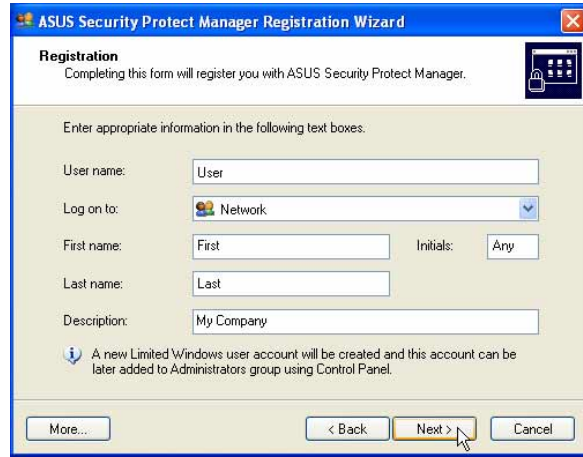 ASUS Security Protect Manager Registration Wizard
Registration
Completing this form will register you with ASUS Security Protect Manager.
Enter appropriate information in the following text boxes.
User name: User
Log on to: Network
First name: First Initials: Any
Last name: Last
Description: My Company
A new Limited Windows user account will be created and this account can be
later added to Administrators group using Control Panel.
More... < Back Next > Cancel